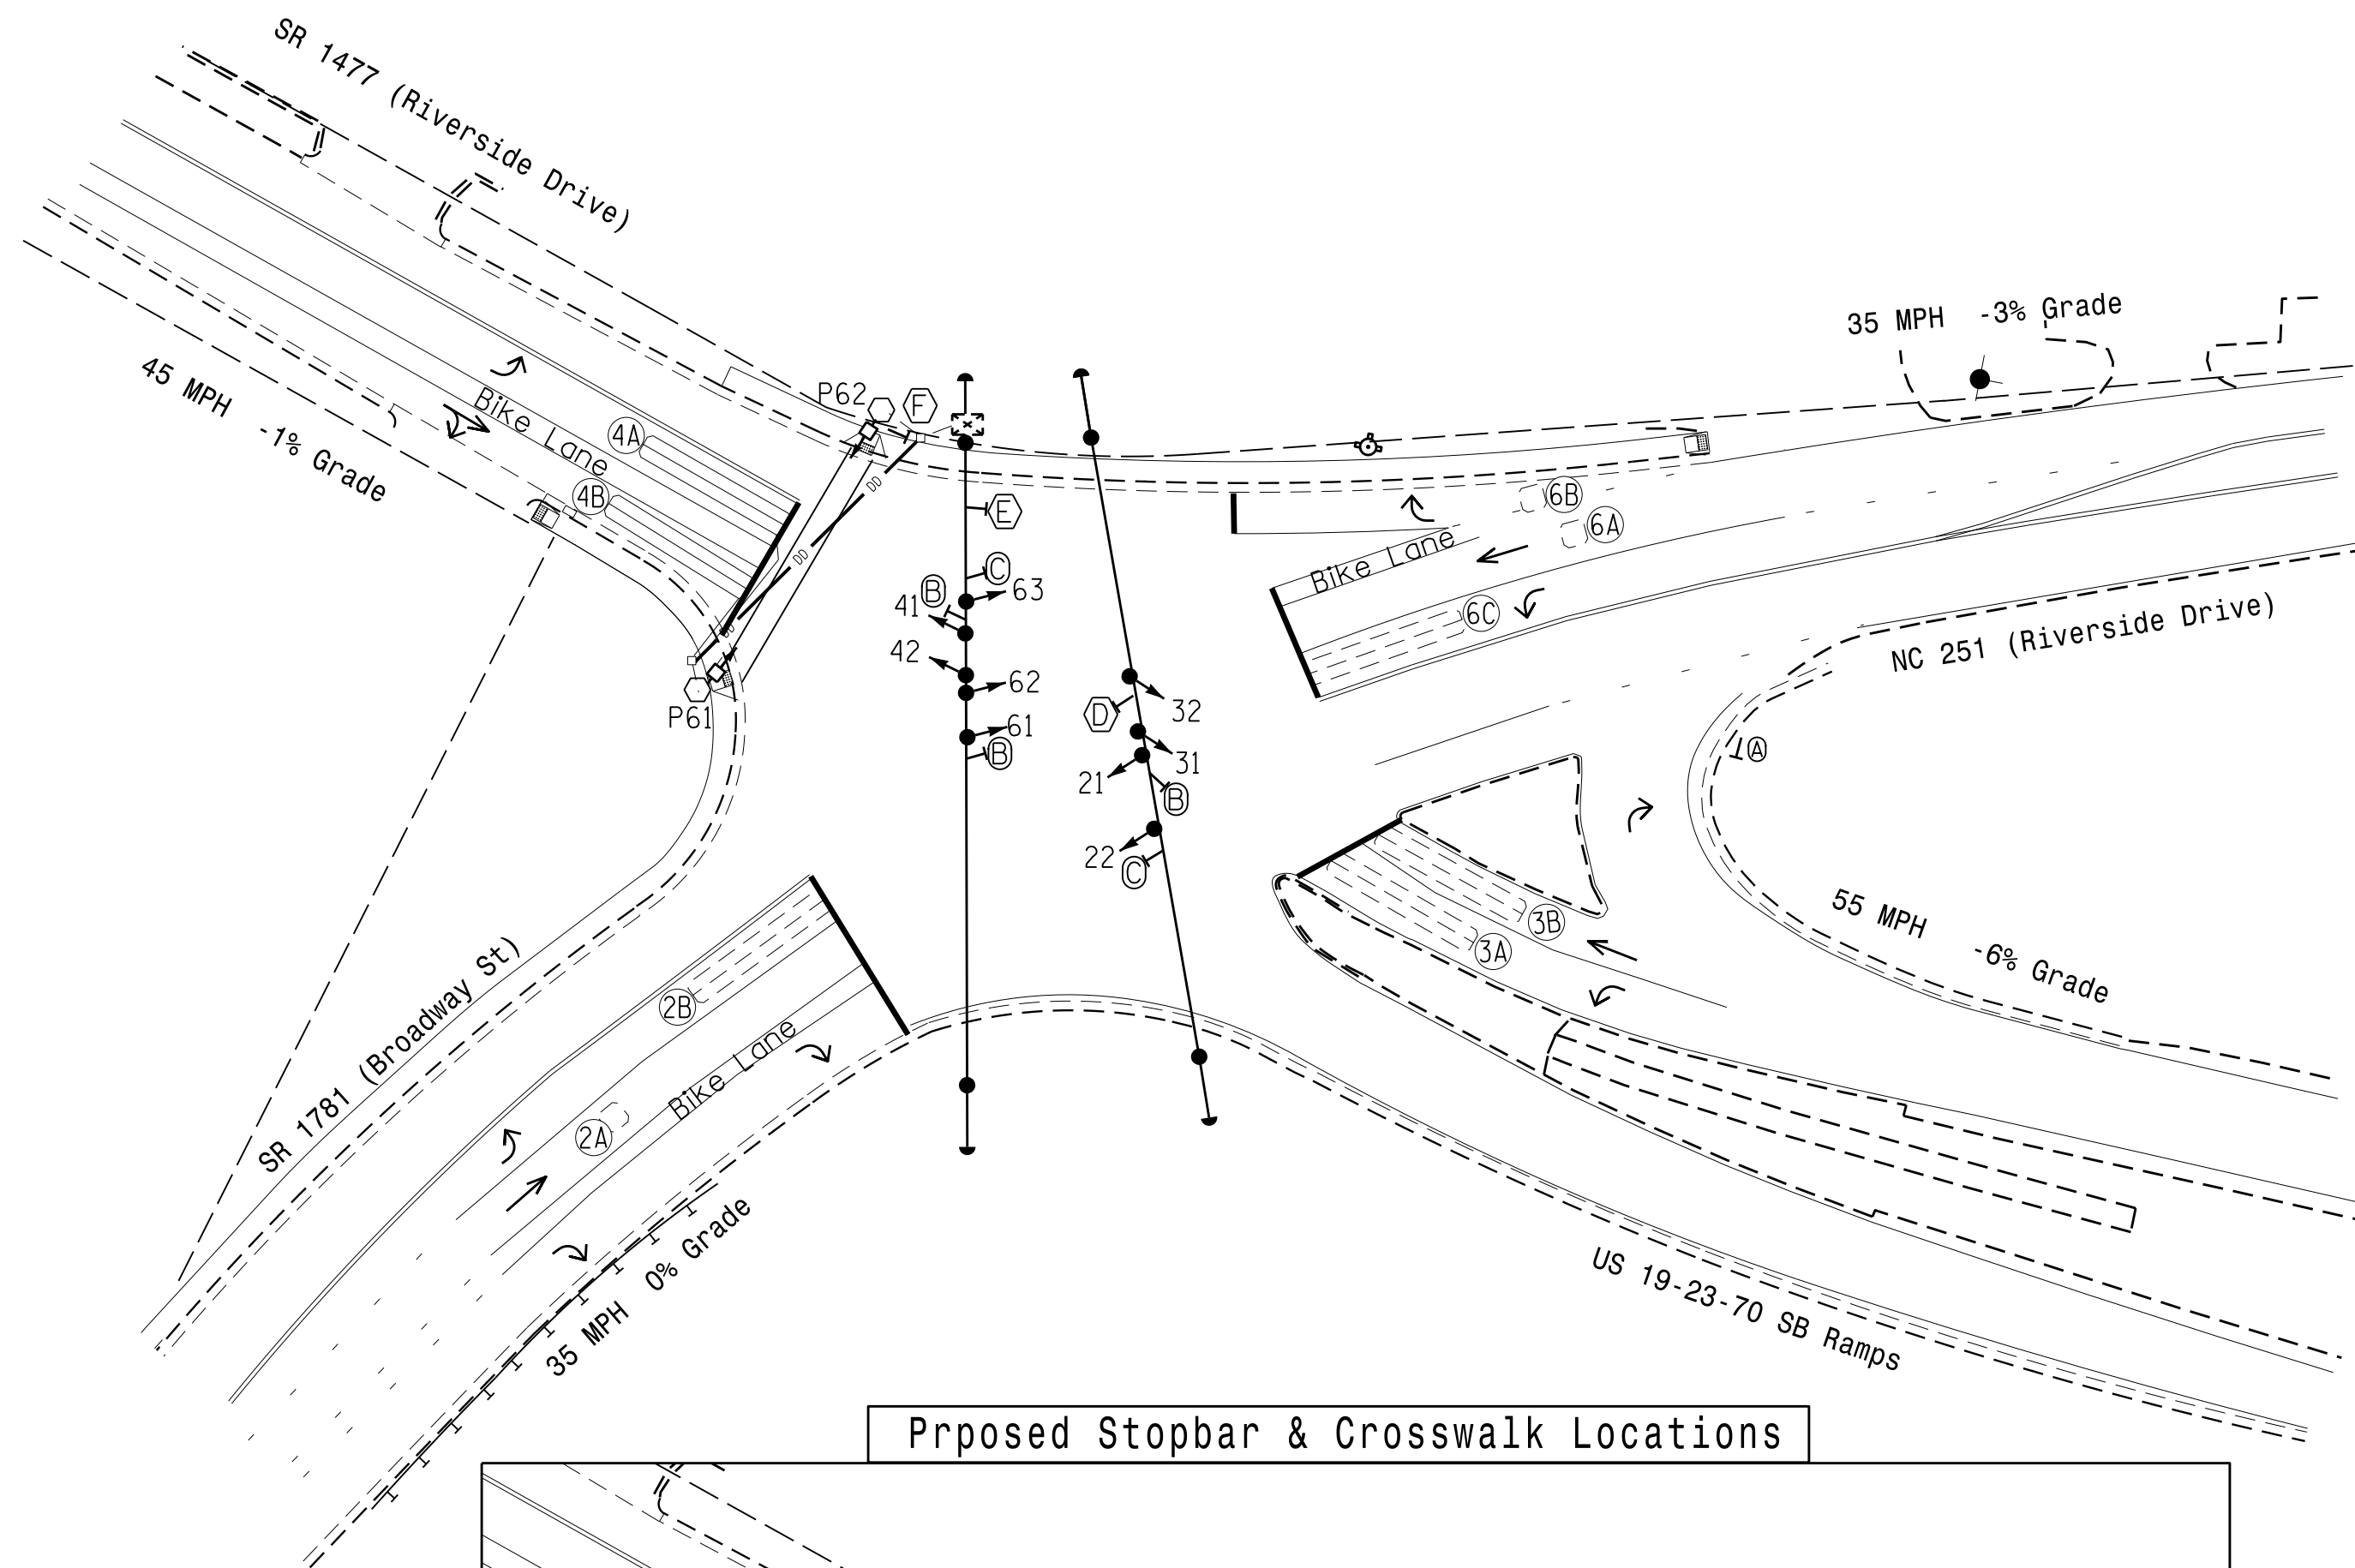 SR 1477 (Riverside Drive)
45 MPH -1% Grade
Bike Lane
4A
4B
P62
F
35 MPH -3% Grade
6B
6A
Bike Lane
6C
NC 251 (Riverside Drive)
E
C
B
63
41
42
62
61
B
P61
D
32
31
21
B
22
C
A
55 MPH -6% Grade
3B
3A
SR 1781 (Broadway St)
2B
Bike Lane
2A
35 MPH 0% Grade
US 19-23-70 SB Ramps
Prposed Stopbar & Crosswalk Locations